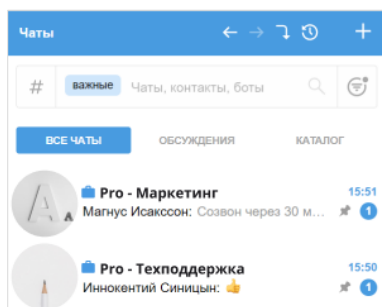 Чаты
# важные Чаты, контакты, боты
ВСЕ ЧАТЫ ОБСУЖДЕНИЯ КАТАЛОГ
Pro - Маркетинг 15:51
Магнус Исакссон: Созвон через 30 м... 1
Pro - Техподдержка 15:50
Иннокентий Синицын: 👍 1